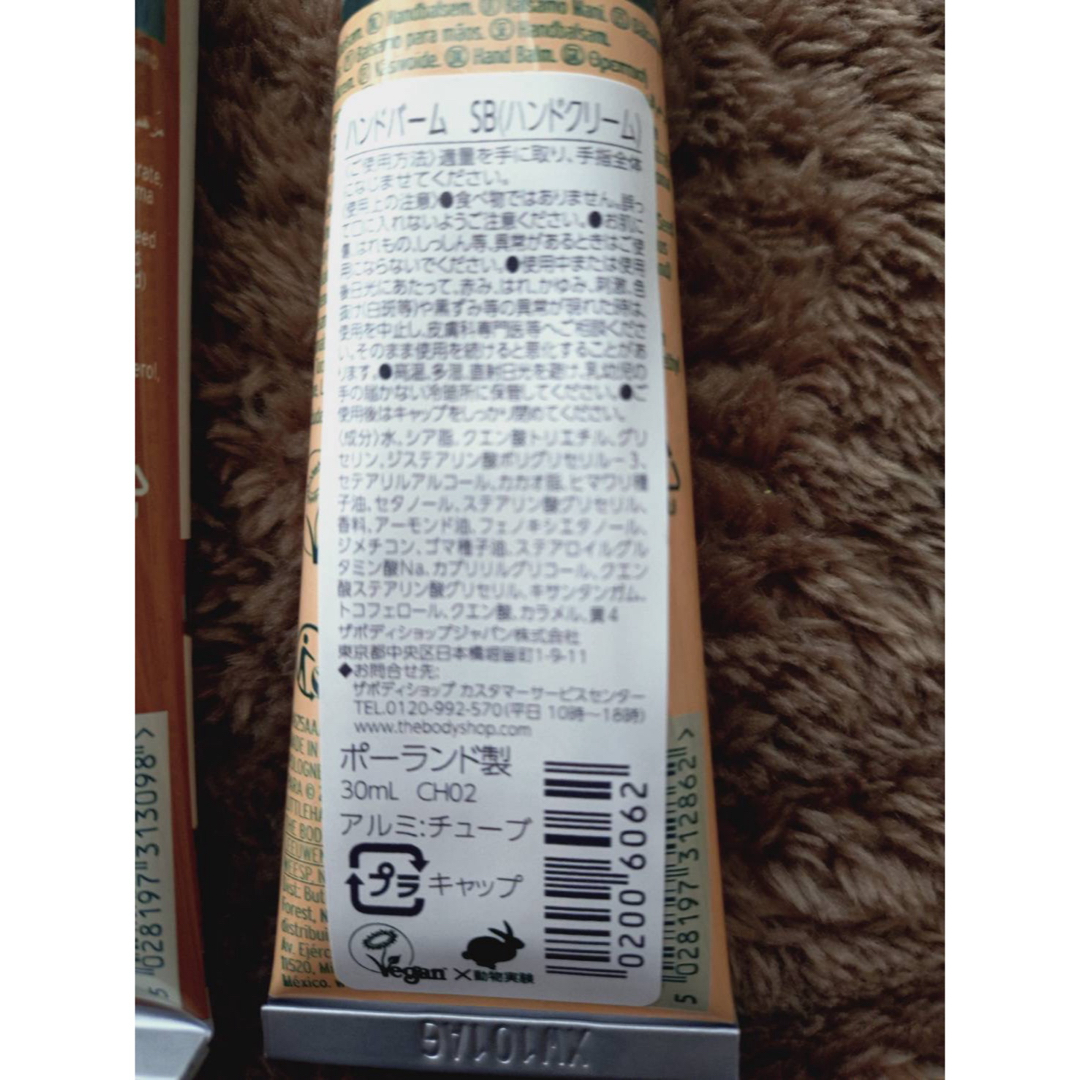 Handbalsam.
Balsamo Mani.
Balsamo para mãos.
Handbalsam.
Käsivoide.
Hand Balm.
ハンドバーム SB(ハンドクリーム)
ご使用方法》適量を手に取り、手指全体
になじませてください。
《使用上の注意》●食べ物ではありません。誤っ
て口に入れないようご注意ください。●お肌に
傷、はれもの、しっしん等、異常があるときはご使
用にならないでください。●使用中または使用
後日光にあたって、赤み、はれ、かゆみ、刺激、色
抜け(白斑等)や黒ずみ等の異常が現れた時は、
使用を中止し、皮膚科専門医等へご相談くださ
い。そのまま使用を続けると悪化することがあ
ります。●高温、多湿、直射日光を避け、乳幼児の
手の届かない冷暗所に保管してください。●ご
使用後はキャップをしっかり閉めてください。
《成分》水、シア脂、クエン酸トリエチル、グリ
セリン、ジステアリン酸ポリグリセリル-3、
セテアリルアルコール、カカオ脂、ヒマワリ種
子油、セタノール、ステアリン酸グリセリル、
香料、アーモンド油、フェノキシエタノール、
ジメチコン、ゴマ種子油、ステアロイルグル
タミン酸Na、カプリリルグリコール、クエン
酸ステアリン酸グリセリル、キサンタンガム、
トコフェロール、クエン酸、カラメル、黄4
ザボディショップジャパン株式会社
東京都中央区日本橋堀留町1-9-11
◆お問合せ先:
ザボディショップ カスタマーサービスセンター
TEL.0120-992-570(平日 10時〜18時)
www.thebodyshop.com
ポーランド製
30mL CH02
アルミ:チューブ
プラ キャップ
Vegan ×動物実験
02006062
5 028197 312862 >
5 028197 313098 >
XW1101AG